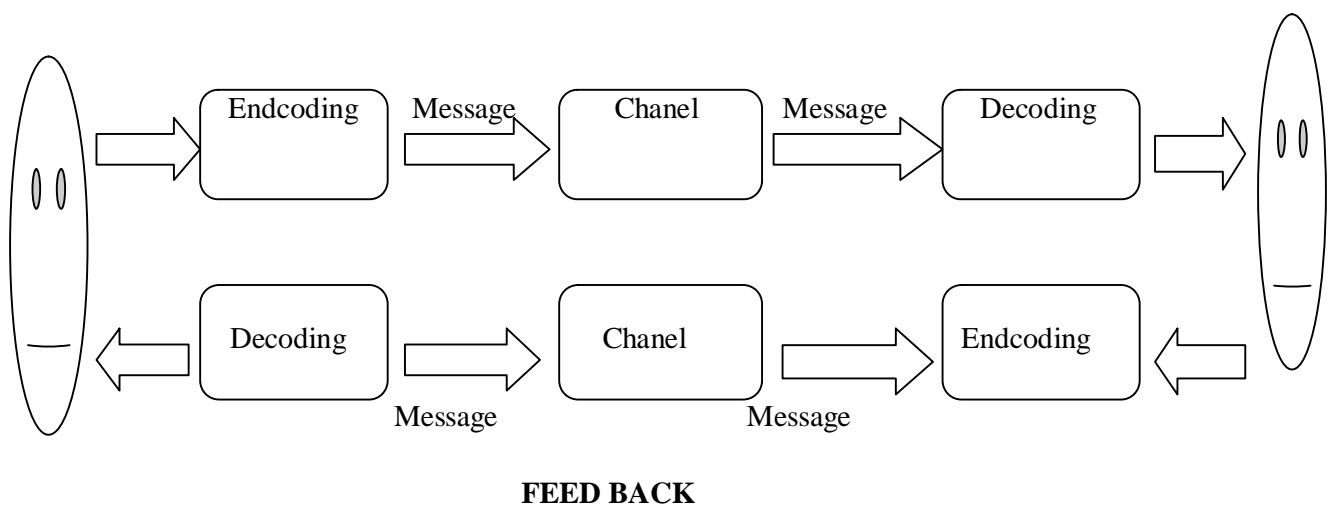 Endcoding Message Chanel Message Decoding
Decoding Chanel Endcoding
Message Message
FEED BACK